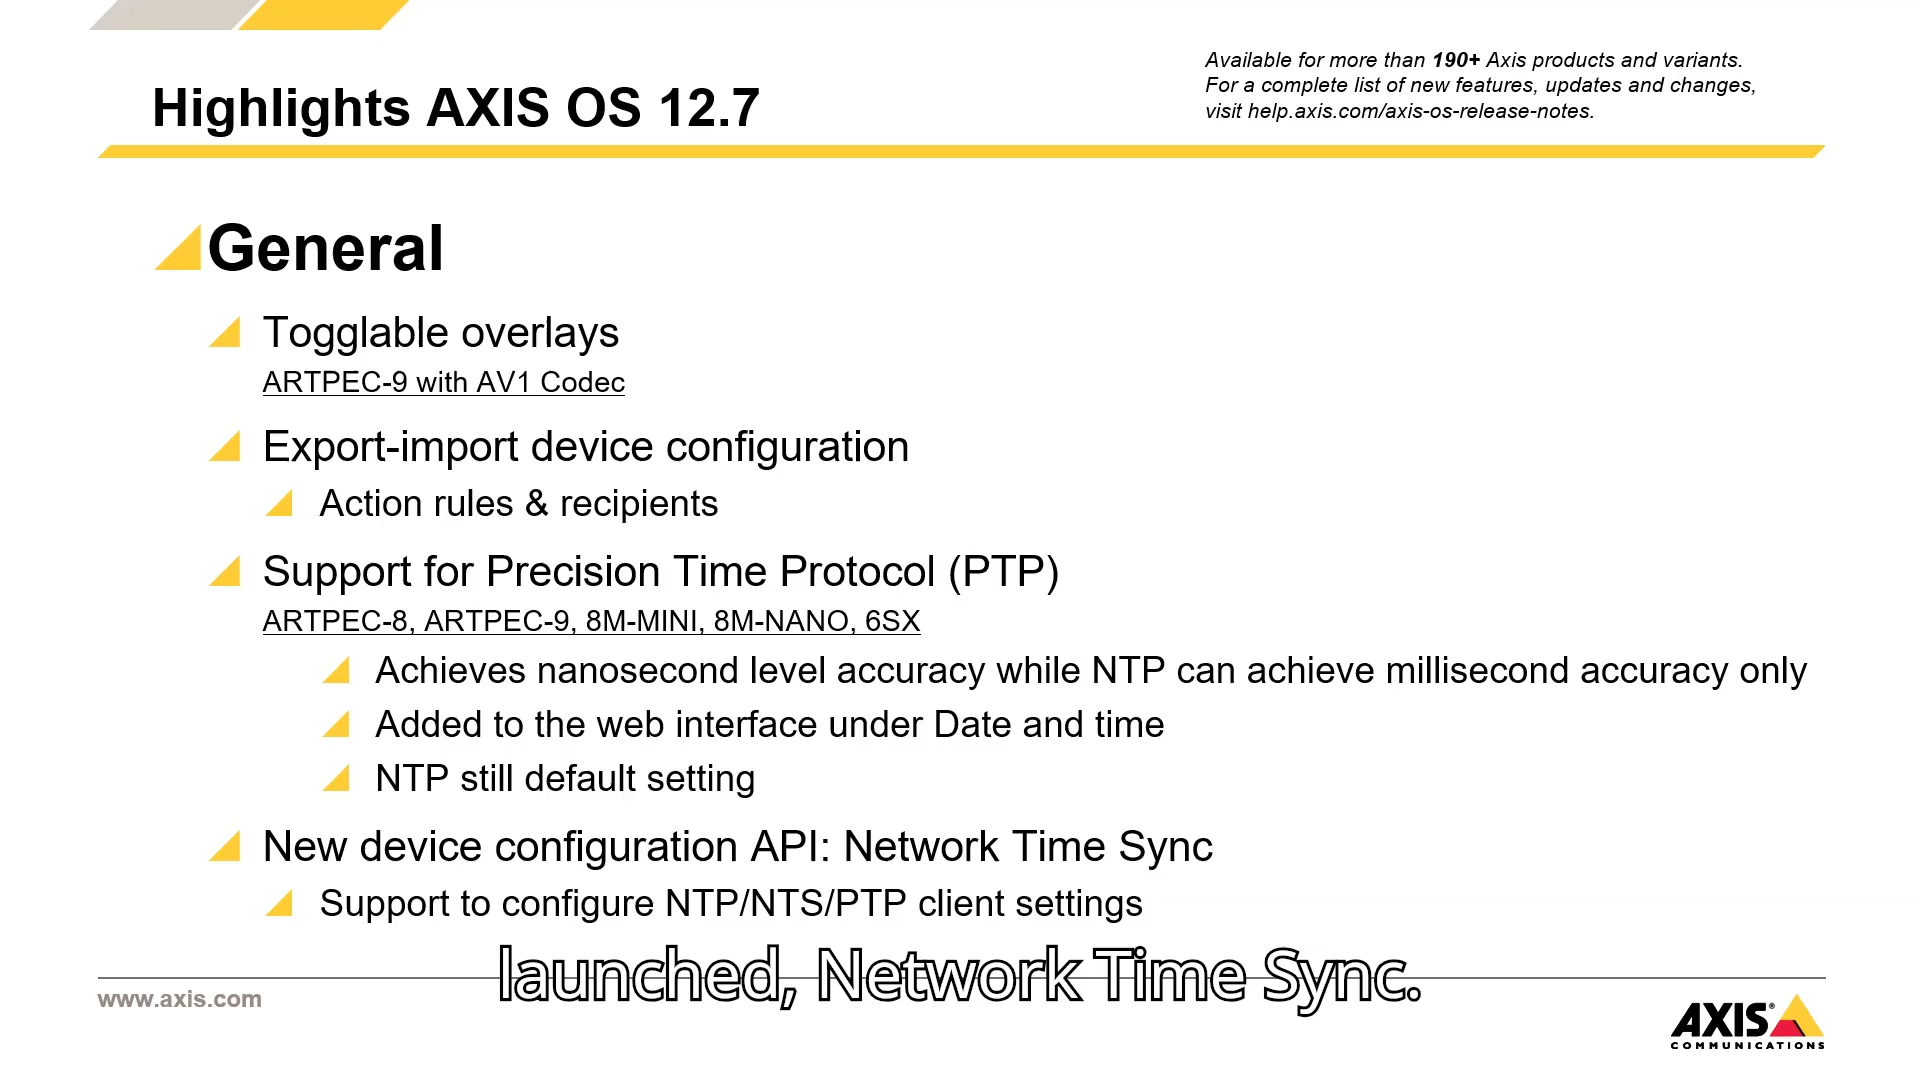 Available for more than 190+ Axis products and variants.
For a complete list of new features, updates and changes,
visit help.axis.com/axis-os-release-notes.
Highlights AXIS OS 12.7
General
Togglable overlays
ARTPEC-9 with AV1 Codec
Export-import device configuration
Action rules & recipients
Support for Precision Time Protocol (PTP)
ARTPEC-8, ARTPEC-9, 8M-MINI, 8M-NANO, 6SX
Achieves nanosecond level accuracy while NTP can achieve millisecond accuracy only
Added to the web interface under Date and time
NTP still default setting
New device configuration API: Network Time Sync
Support to configure NTP/NTS/PTP client settings
launched, Network Time Sync.
www.axis.com
AXIS®
COMMUNICATIONS